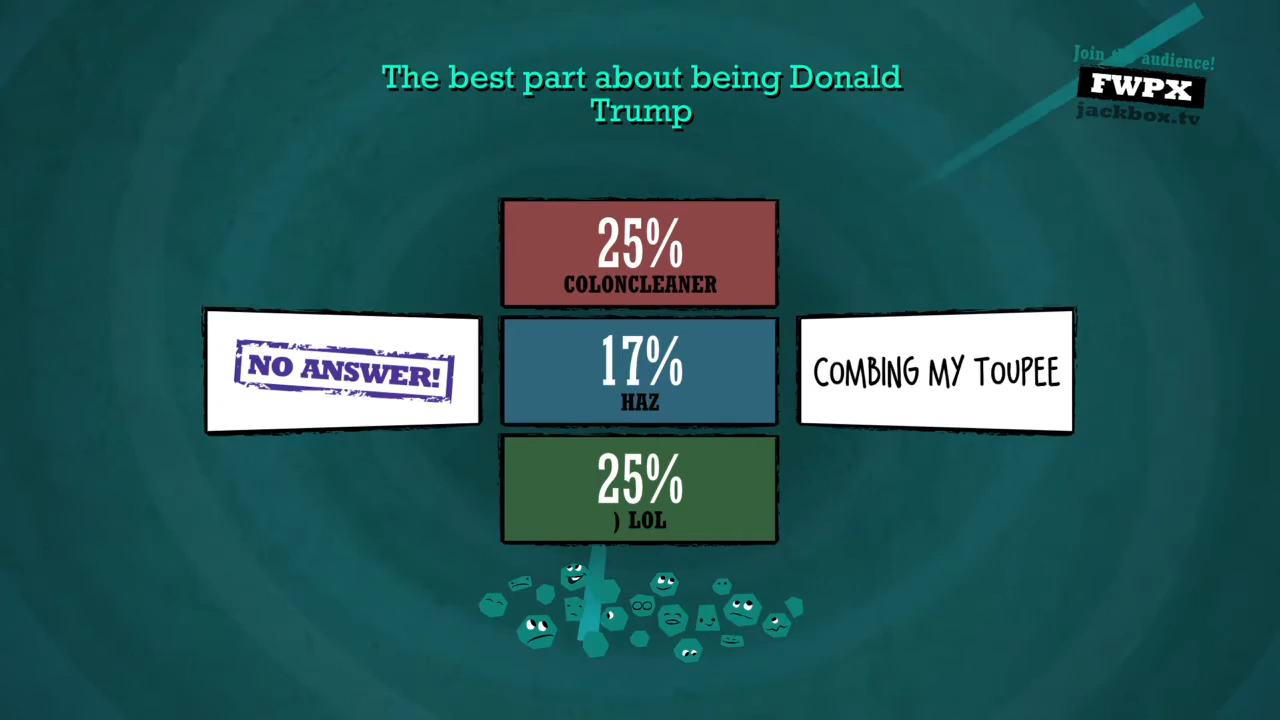 The best part about being Donald
Trump
Join the audience!
FWPX
jackbox.tv
25%
COLONCLEANER
NO ANSWER!
17%
HAZ
COMBING MY TOUPEE
25%
) LOL